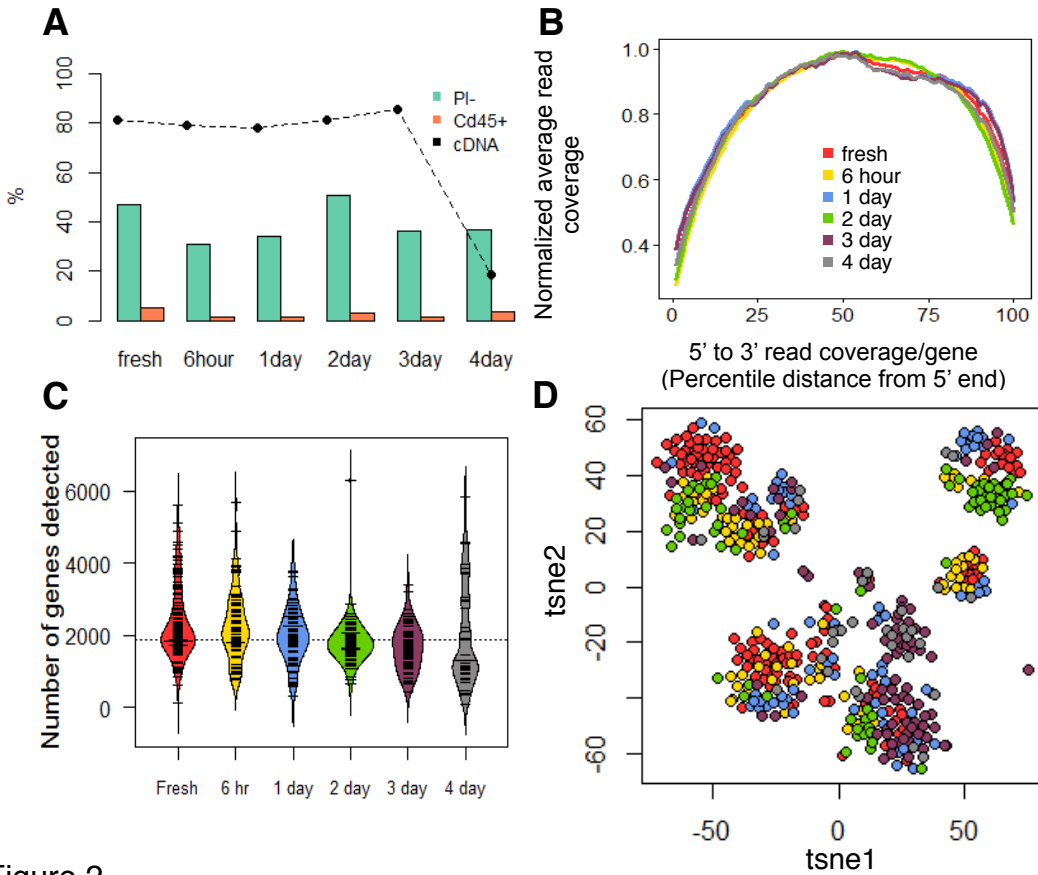 A
100
80
60
40
20
0
%
PI-
Cd45+
cDNA
fresh 6hour 1day 2day 3day 4day
B
1.0
0.8
0.6
0.4
Normalized average read
coverage
fresh
6 hour
1 day
2 day
3 day
4 day
0 25 50 75 100
5’ to 3’ read coverage/gene
(Percentile distance from 5’ end)
C
Number of genes detected
6000
4000
2000
0
Fresh 6 hr 1 day 2 day 3 day 4 day
D
tsne2
60
40
20
0
-20
-60
-50 0 50
tsne1